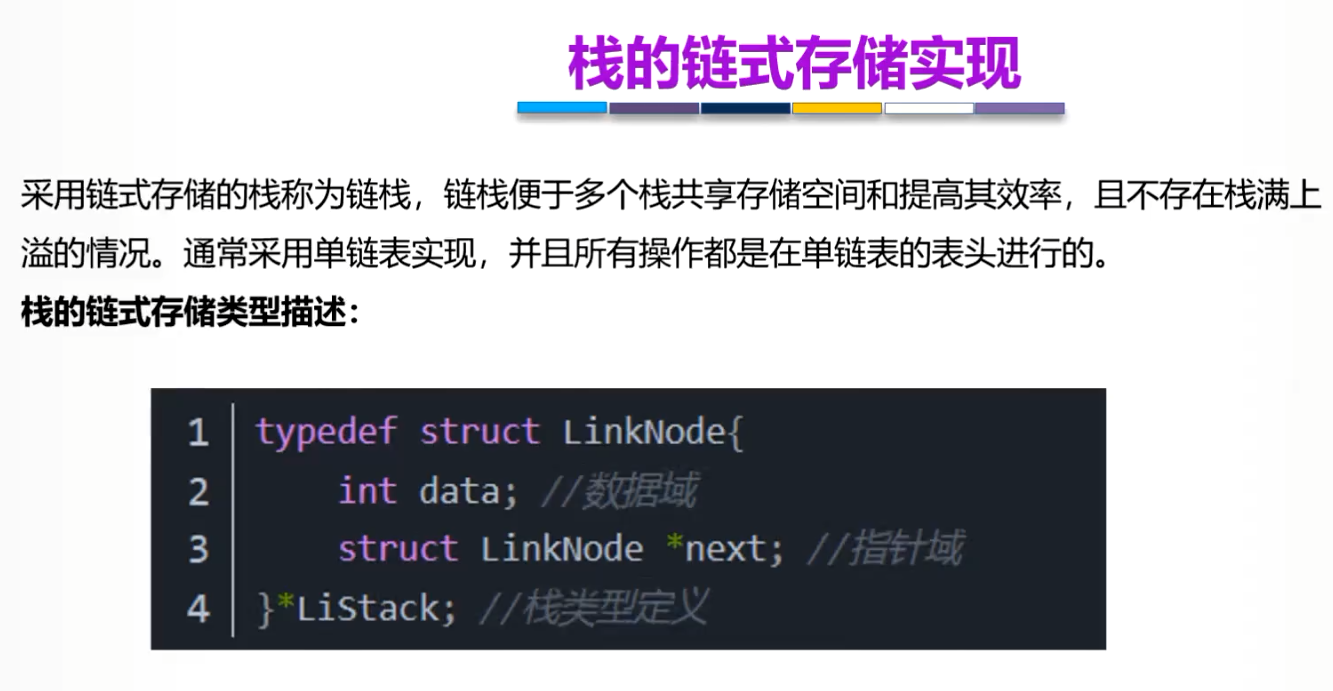 栈的链式存储实现
采用链式存储的栈称为链栈，链栈便于多个栈共享存储空间和提高其效率，且不存在栈满上
溢的情况。通常采用单链表实现，并且所有操作都是在单链表的表头进行的。
栈的链式存储类型描述：
1 typedef struct LinkNode{
2     int data; //数据域
3     struct LinkNode *next; //指针域
4 }*LiStack; //栈类型定义